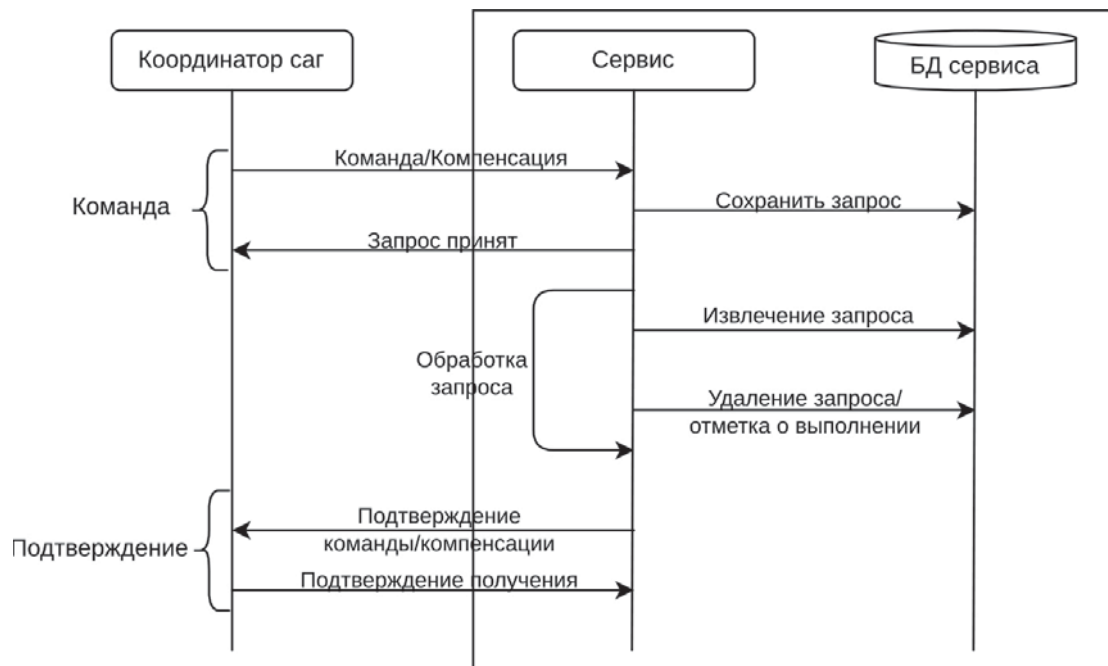 Координатор саг
Сервис
БД сервиса
Команда/Компенсация
Сохранить запрос
Команда
Запрос принят
Извлечение запроса
Обработка
запроса
Удаление запроса/
отметка о выполнении
Подтверждение
команды/компенсации
Подтверждение
Подтверждение получения